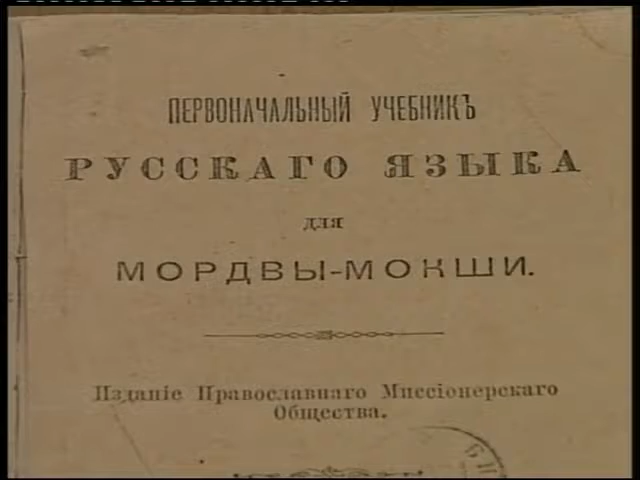 ПЕРВОНАЧАЛЬНЫЙ УЧЕБНИКЪ
РУССКАГО ЯЗЫКА
ДЛЯ
МОРДВЫ-МОКШИ.
Изданіе Православнаго Миссіонерскаго
Общества.